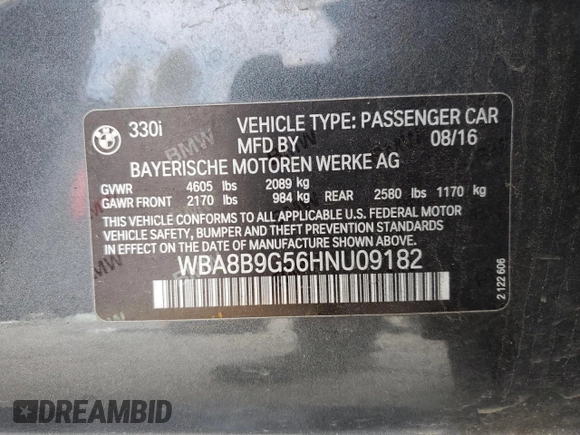 330i VEHICLE TYPE: PASSENGER CAR
MFD BY 08/16
BAYERISCHE MOTOREN WERKE AG
GVWR 4605 lbs 2089 kg
GAWR FRONT 2170 lbs 984 kg REAR 2580 lbs 1170 kg
THIS VEHICLE CONFORMS TO ALL APPLICABLE U.S. FEDERAL MOTOR
VEHICLE SAFETY, BUMPER AND THEFT PREVENTION STANDARDS
IN EFFECT ON THE DATE OF MANUFACTURE SHOWN ABOVE.
WBA8B9G56HNU09182
2 122 606
DREAMBID